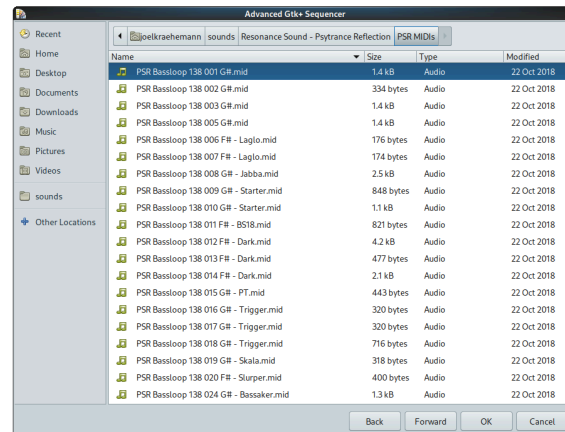 Advanced Gtk+ Sequencer
Recent
Home
Desktop
Documents
Downloads
Music
Pictures
Videos
sounds
Other Locations
joelkraehemann sounds Resonance Sound - Psytrance Reflection PSR MIDIs
Name Size Type Modified
PSR Bassloop 138 001 G#.mid 1.4 kB Audio 22 Oct 2018
PSR Bassloop 138 002 G#.mid 334 bytes Audio 22 Oct 2018
PSR Bassloop 138 003 G#.mid 1.4 kB Audio 22 Oct 2018
PSR Bassloop 138 005 G#.mid 1.4 kB Audio 22 Oct 2018
PSR Bassloop 138 006 F# - Laglo.mid 176 bytes Audio 22 Oct 2018
PSR Bassloop 138 007 F# - Laglo.mid 174 bytes Audio 22 Oct 2018
PSR Bassloop 138 008 G# - Jabba.mid 2.5 kB Audio 22 Oct 2018
PSR Bassloop 138 009 G# - Starter.mid 848 bytes Audio 22 Oct 2018
PSR Bassloop 138 010 G# - Starter.mid 1.1 kB Audio 22 Oct 2018
PSR Bassloop 138 011 F# - BS18.mid 821 bytes Audio 22 Oct 2018
PSR Bassloop 138 012 F# - Dark.mid 4.2 kB Audio 22 Oct 2018
PSR Bassloop 138 013 F# - Dark.mid 477 bytes Audio 22 Oct 2018
PSR Bassloop 138 014 F# - Dark.mid 2.1 kB Audio 22 Oct 2018
PSR Bassloop 138 015 G# - PT.mid 443 bytes Audio 22 Oct 2018
PSR Bassloop 138 016 G# - Trigger.mid 320 bytes Audio 22 Oct 2018
PSR Bassloop 138 017 G# - Trigger.mid 320 bytes Audio 22 Oct 2018
PSR Bassloop 138 018 G# - Trigger.mid 716 bytes Audio 22 Oct 2018
PSR Bassloop 138 019 G# - Skala.mid 318 bytes Audio 22 Oct 2018
PSR Bassloop 138 020 F# - Slurper.mid 400 bytes Audio 22 Oct 2018
PSR Bassloop 138 024 G# - Bassaker.mid 1.3 kB Audio 22 Oct 2018
Back Forward OK Cancel